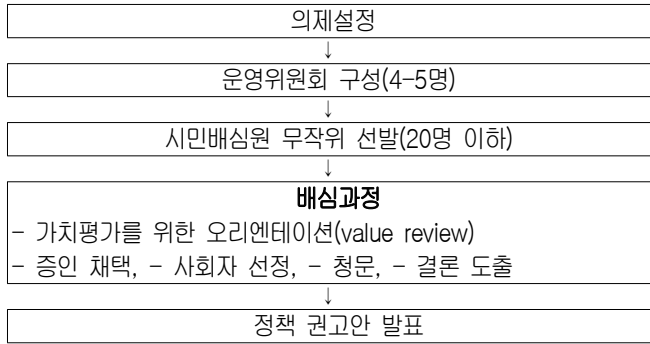 의제설정
↓
운영위원회 구성(4-5명)
↓
시민배심원 무작위 선발(20명 이하)
↓
배심과정
- 가치평가를 위한 오리엔테이션(value review)
- 증인 채택, - 사회자 선정, - 청문, - 결론 도출
↓
정책 권고안 발표